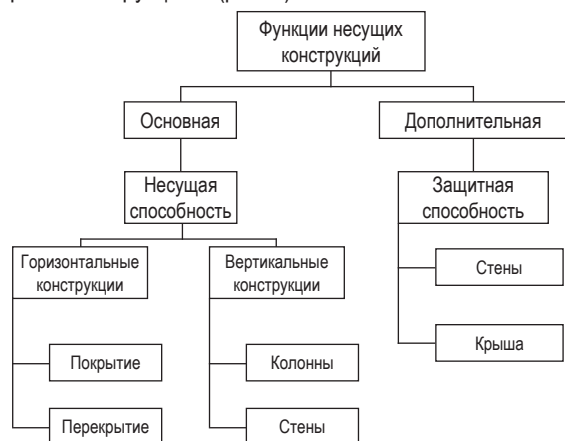 Функции несущих
конструкций
Основная
Дополнительная
Несущая
способность
Защитная
способность
Горизонтальные
конструкции
Вертикальные
конструкции
Стены
Покрытие
Колонны
Крыша
Перекрытие
Стены